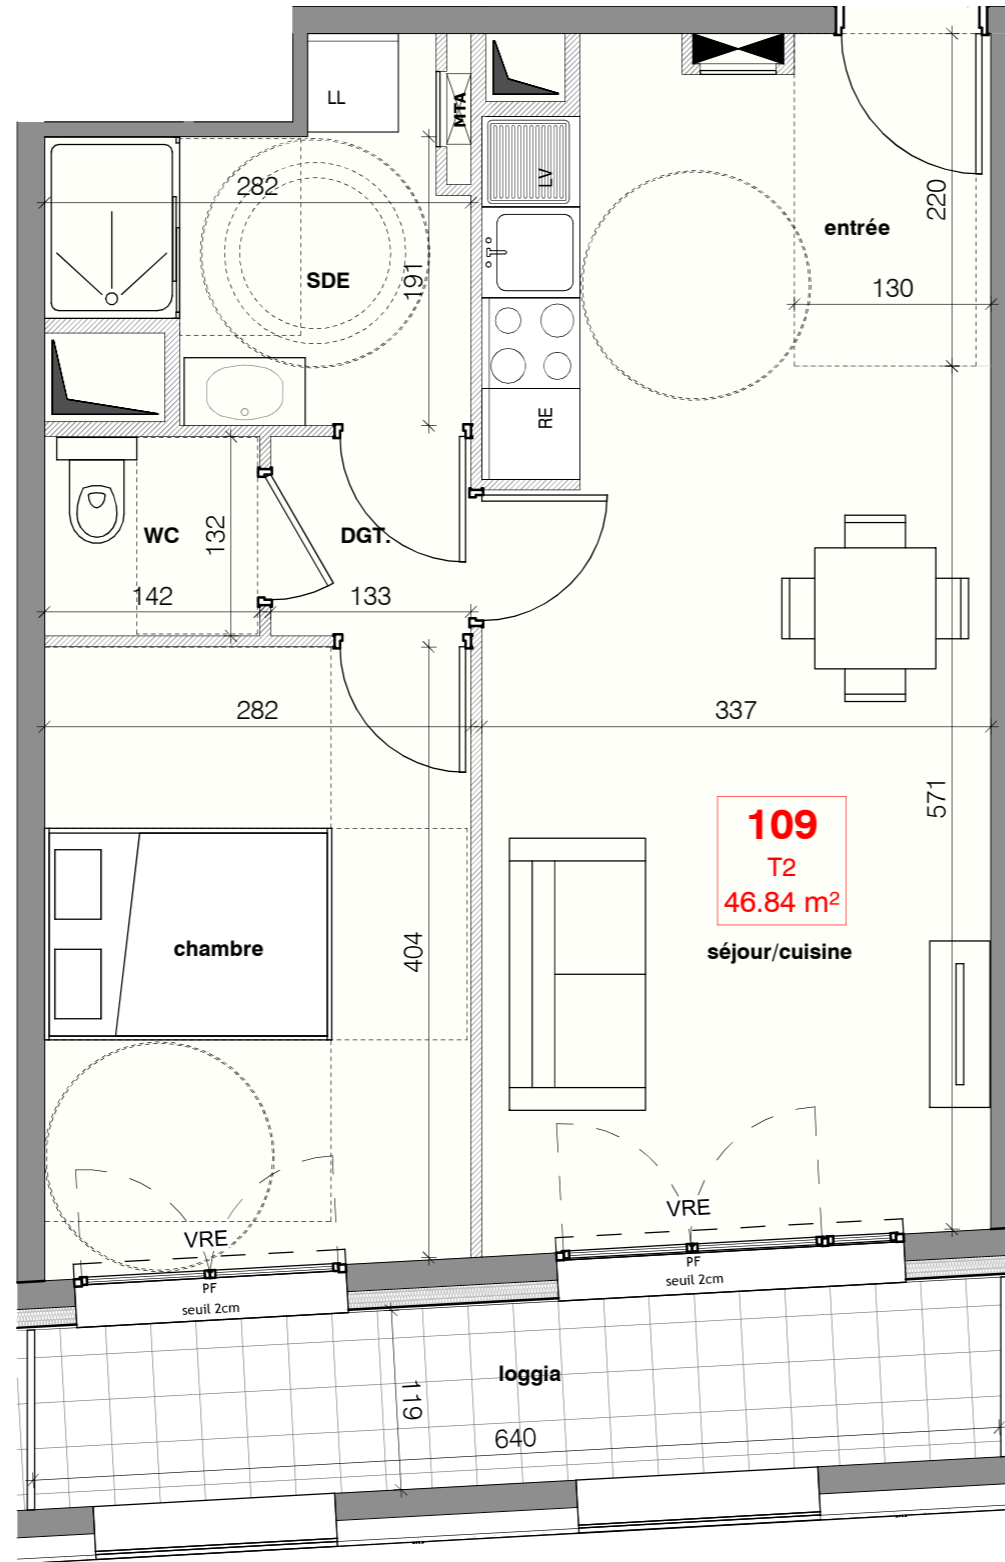 LL
MTA
282
LV
220
entrée
SDE
191
130
RE
WC
132
DGT.
142
133
282
337
571
109
T2
46.84 m²
chambre
404
séjour/cuisine
VRE
VRE
PF
seuil 2cm
PF
seuil 2cm
loggia
119
640